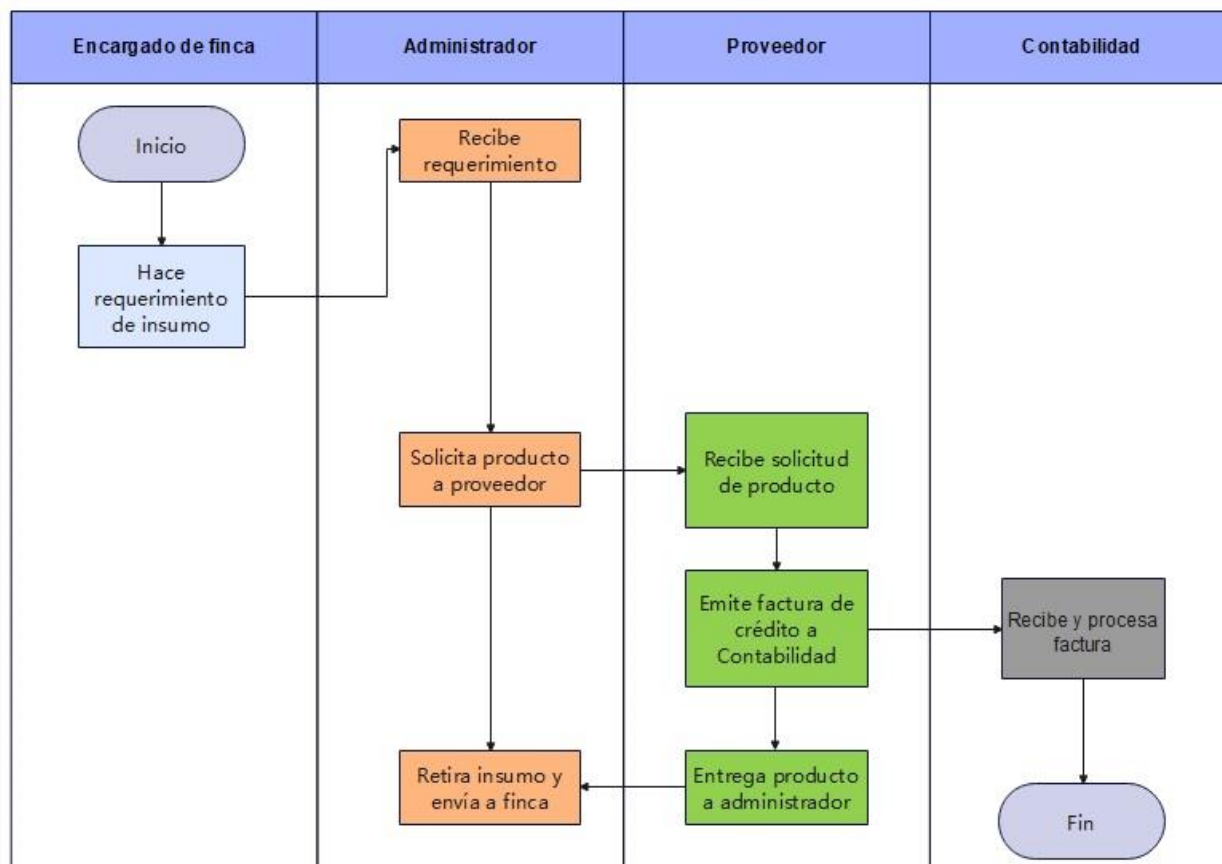 Encargado de finca
Administrador
Proveedor
Contabilidad
Inicio
Recibe
requerimiento
Hace
requerimiento
de insumo
Solicita producto
a proveedor
Recibe solicitud
de producto
Emite factura de
crédito a
Contabilidad
Recibe y procesa
factura
Retira insumo y
envía a finca
Entrega producto
a administrador
Fin